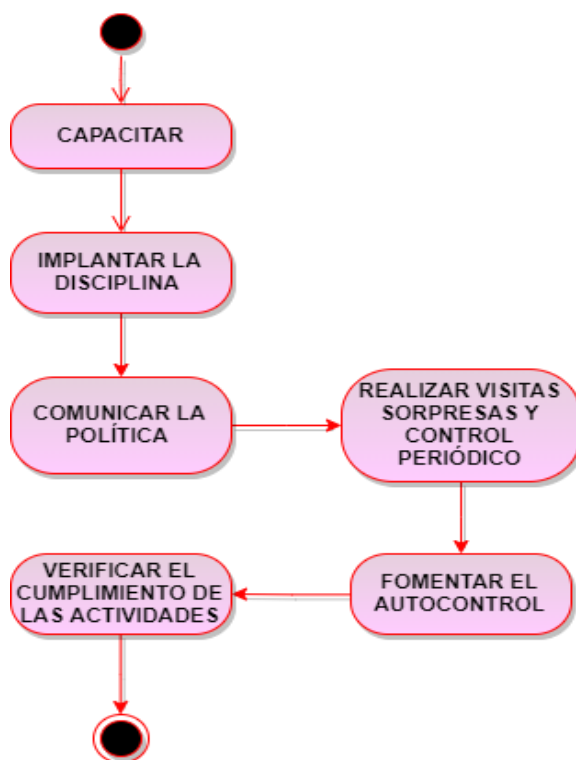 CAPACITAR
IMPLANTAR LA
DISCIPLINA
COMUNICAR LA
POLÍTICA
REALIZAR VISITAS
SORPRESAS Y
CONTROL
PERIÓDICO
FOMENTAR EL
AUTOCONTROL
VERIFICAR EL
CUMPLIMIENTO DE
LAS ACTIVIDADES